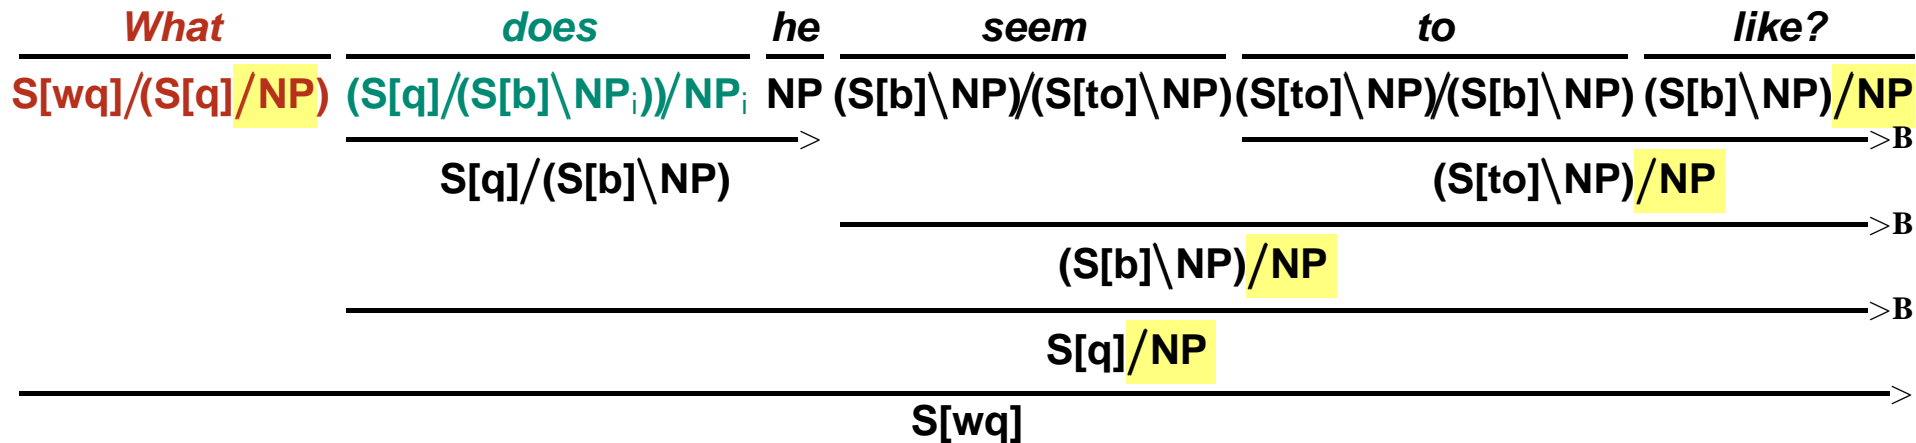 What does he seem to like?
S[wq]/(S[q]/NP) (S[q]/(S[b]\NPᵢ))/NPᵢ NP (S[b]\NP)/(S[to]\NP) (S[to]\NP)/(S[b]\NP) (S[b]\NP)/NP
> >B
S[q]/(S[b]\NP) (S[to]\NP)/NP
>B
(S[b]\NP)/NP
>B
S[q]/NP
>
S[wq]